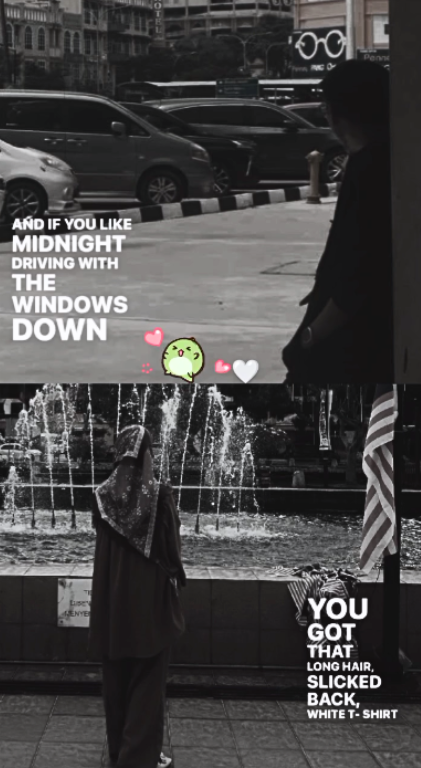 AND IF YOU LIKE
MIDNIGHT
DRIVING WITH
THE
WINDOWS
DOWN
YOU
GOT
THAT
LONG HAIR,
SLICKED
BACK,
WHITE T- SHIRT